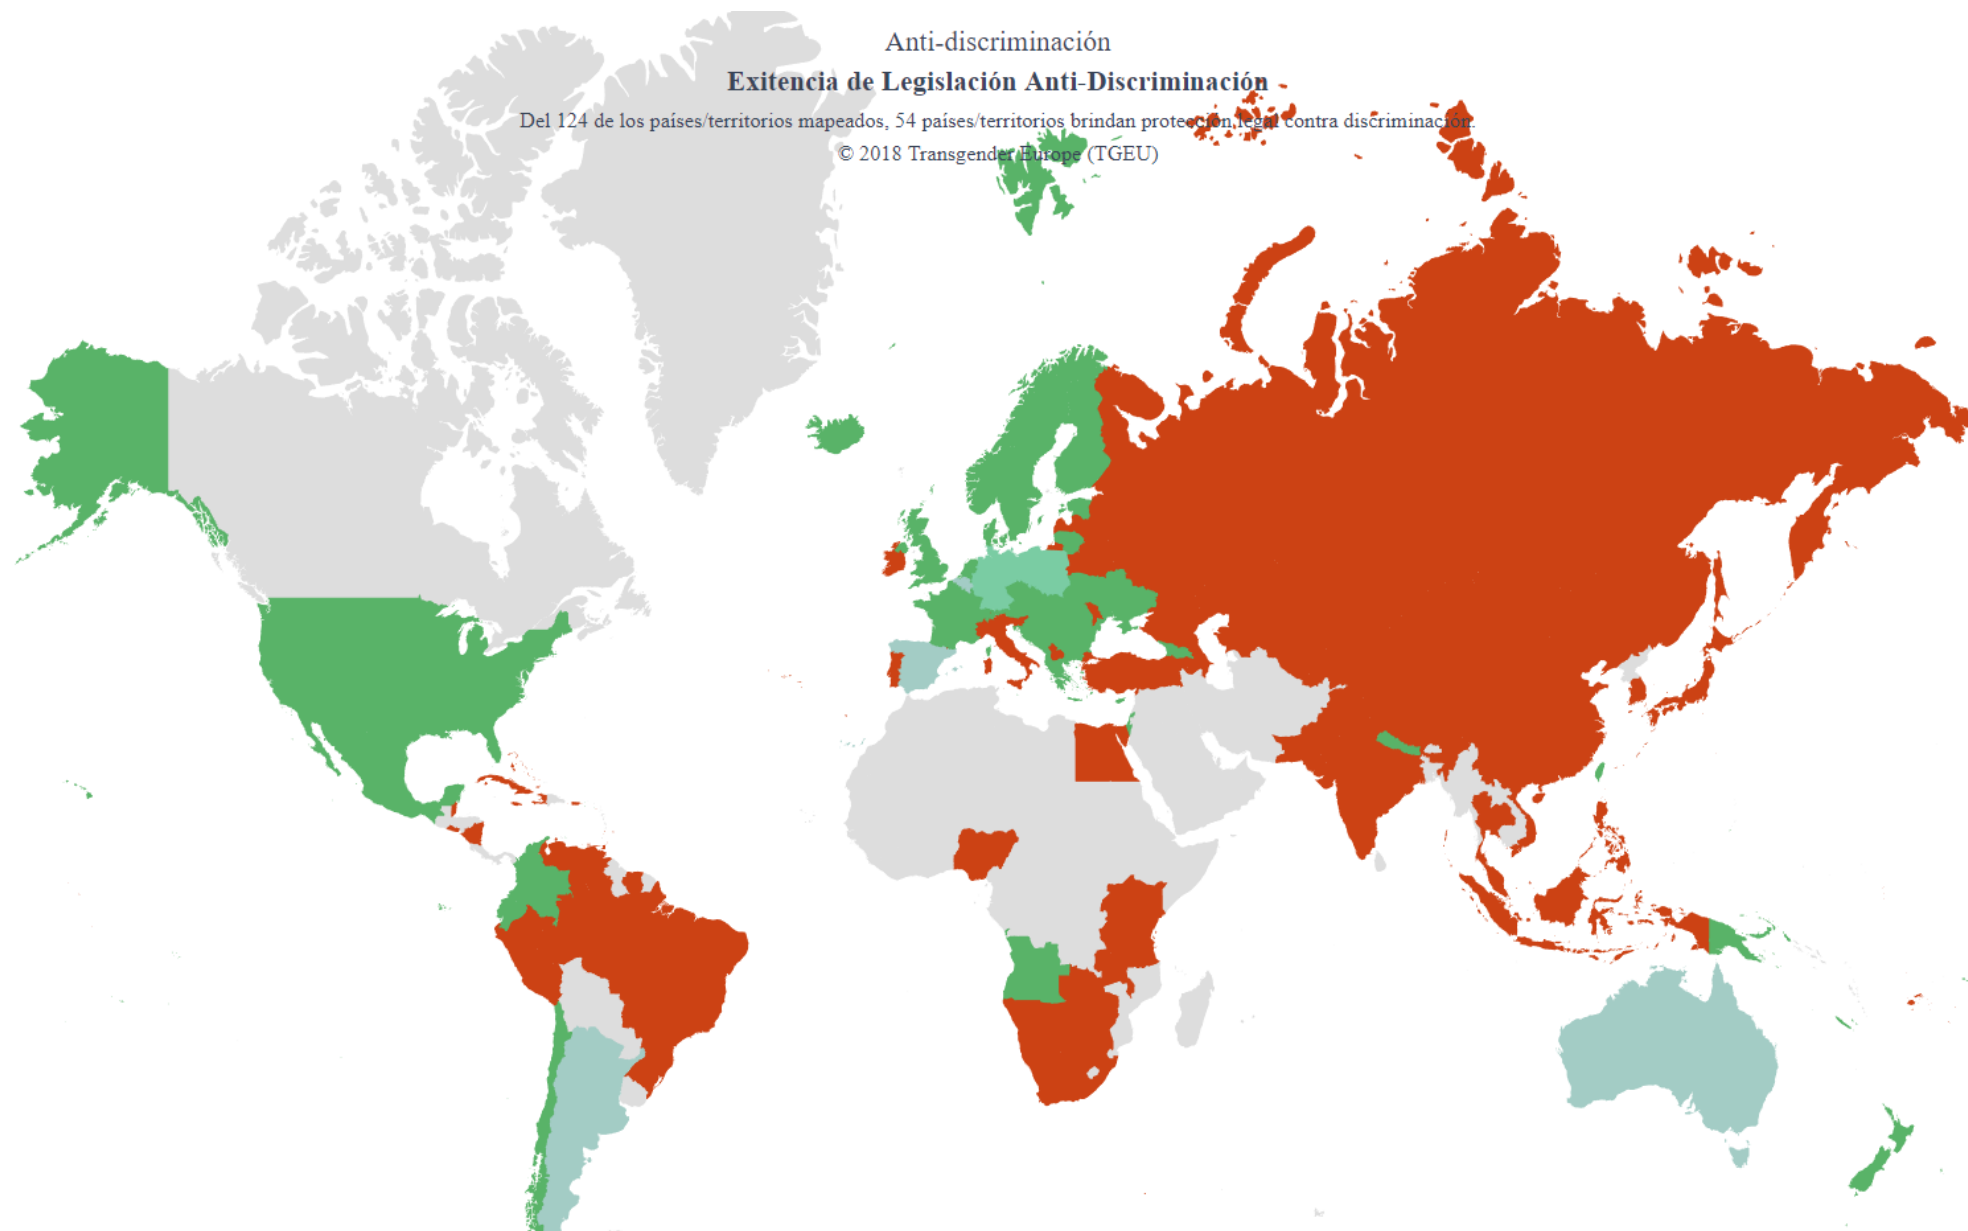 Anti-discriminación
Exitencia de Legislación Anti-Discriminación
Del 124 de los países/territorios mapeados, 54 países/territorios brindan protección legal contra discriminación.
© 2018 Transgender Europe (TGEU)